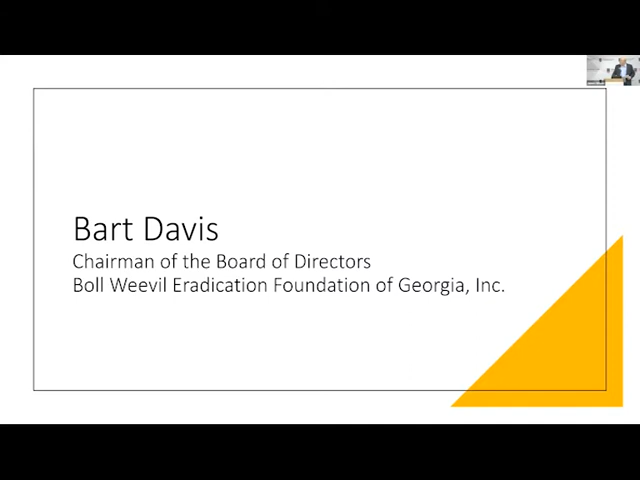 Bart Davis
Chairman of the Board of Directors
Boll Weevil Eradication Foundation of Georgia, Inc.